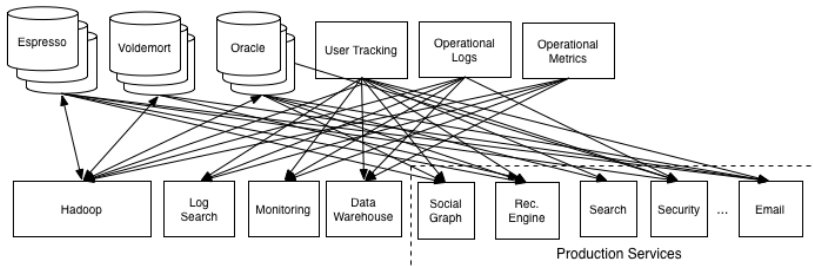 Espresso
Voldemort
Oracle
User Tracking
Operational
Logs
Operational
Metrics
Hadoop
Log
Search
Monitoring
Data
Warehouse
Social
Graph
Rec.
Engine
Search
Security
...
Email
Production Services